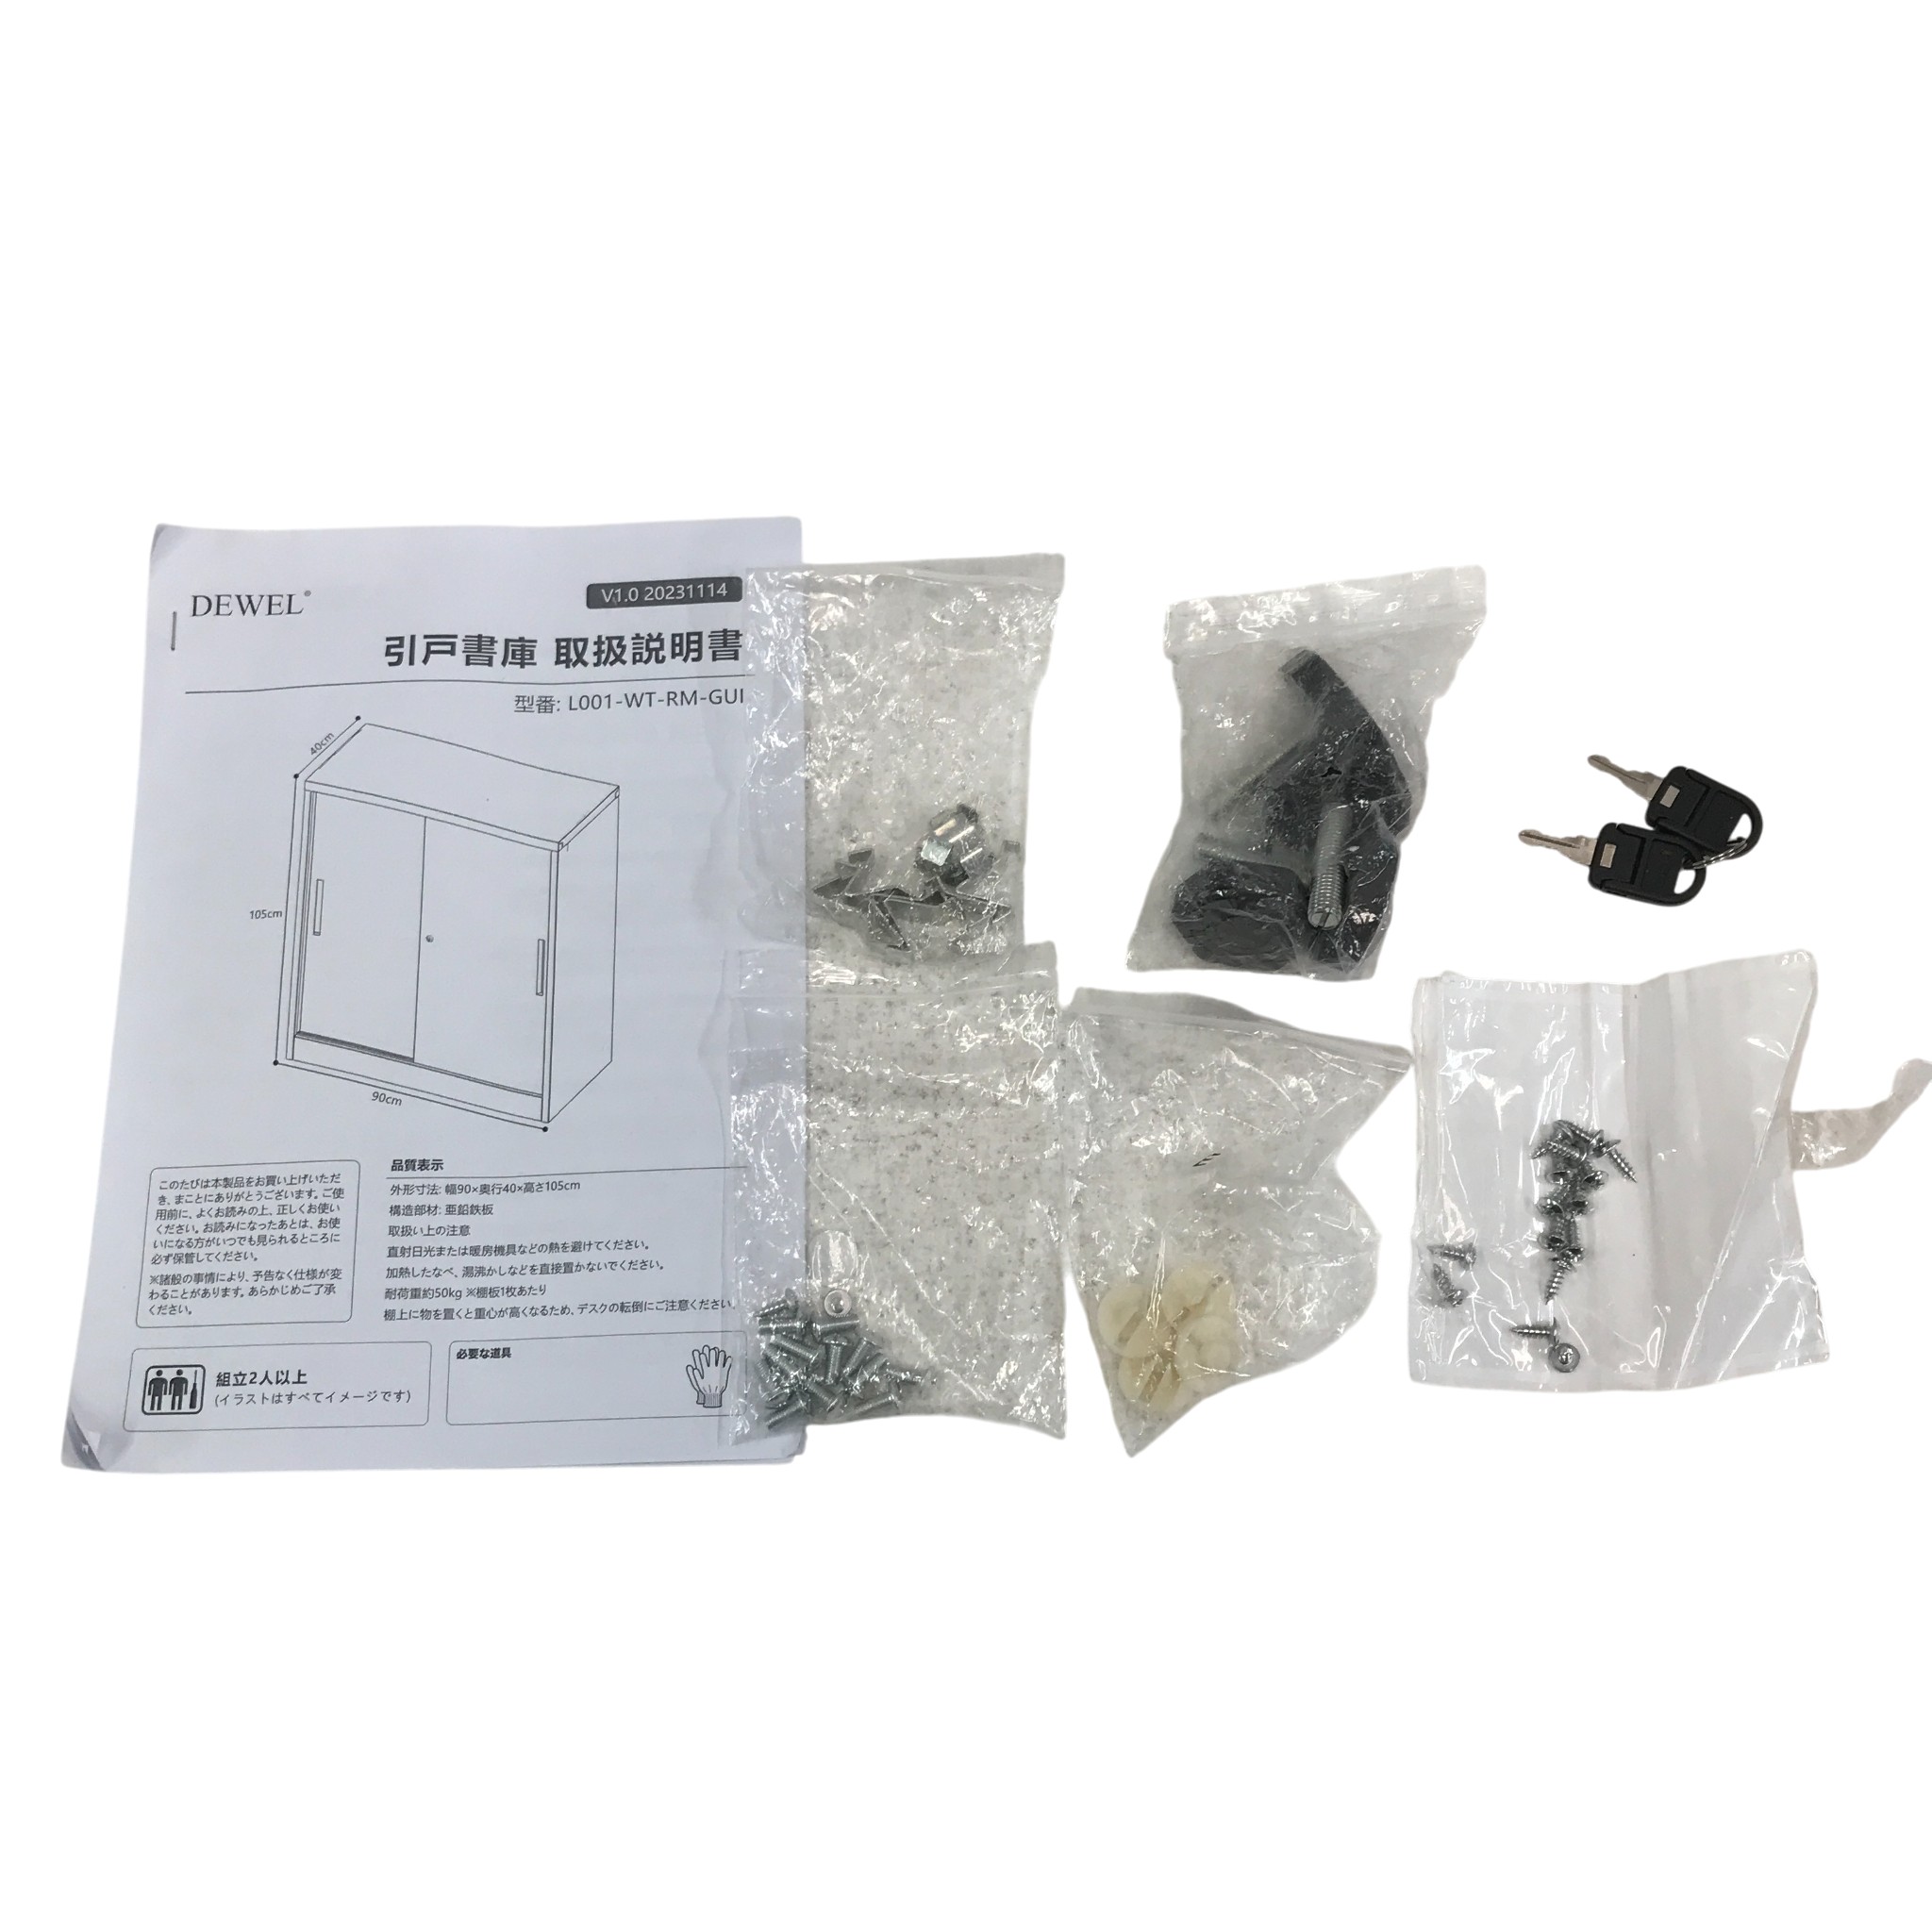 DEWEL®
V1.0 20231114
引戸書庫 取扱説明書
型番: L001-WT-RM-GUI
40cm
105cm
90cm
このたびは本製品をお買い上げいただ
き、まことにありがとうございます。ご使
用前に、よくお読みの上、正しくお使い
ください。お読みになったあとは、お使
いになる方がいつでも見られるところに
必ず保管してください。
※諸般の事情により、予告なく仕様が変
わることがあります。あらかじめご了承
ください。
品質表示
外形寸法: 幅90×奥行40×高さ105cm
構造部材: 亜鉛鉄板
取扱い上の注意
直射日光または暖房機具などの熱を避けてください。
加熱したなべ、湯沸かしなどを直接置かないでください。
耐荷重約50kg ※棚板1枚あたり
棚上に物を置くと重心が高くなるため、デスクの転倒にご注意ください。
組立2人以上
(イラストはすべてイメージです)
必要な道具